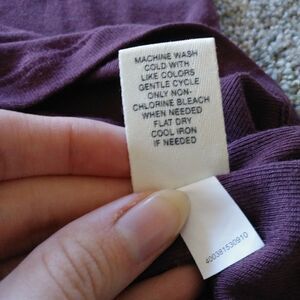 MACHINE WASH
COLD WITH
LIKE COLORS
GENTLE CYCLE
ONLY NON-
CHLORINE BLEACH
WHEN NEEDED
FLAT DRY
COOL IRON
IF NEEDED
400381530910